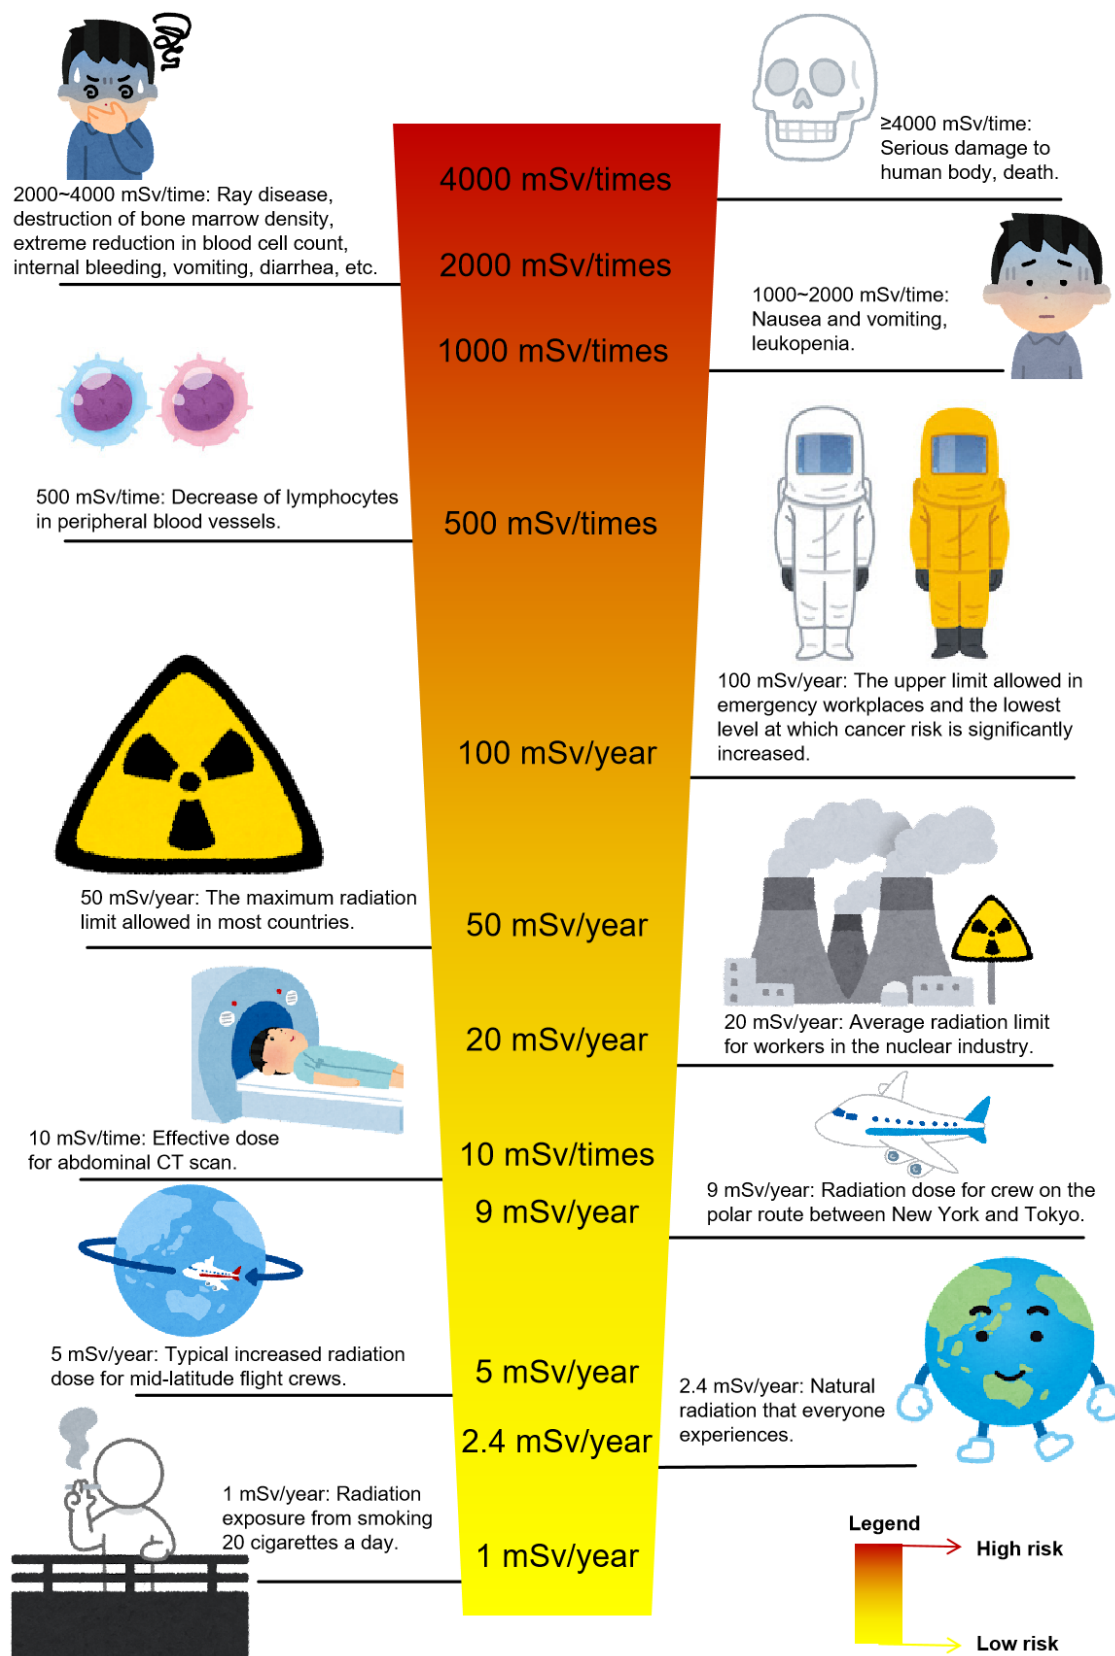 ≥4000 mSv/time:
Serious damage to
human body, death.
4000 mSv/times
2000~4000 mSv/time: Ray disease,
destruction of bone marrow density,
extreme reduction in blood cell count,
internal bleeding, vomiting, diarrhea, etc.
2000 mSv/times
1000~2000 mSv/time:
Nausea and vomiting,
leukopenia.
1000 mSv/times
500 mSv/time: Decrease of lymphocytes
in peripheral blood vessels.
500 mSv/times
100 mSv/year: The upper limit allowed in
emergency workplaces and the lowest
level at which cancer risk is significantly
increased.
100 mSv/year
50 mSv/year: The maximum radiation
limit allowed in most countries.
50 mSv/year
20 mSv/year: Average radiation limit
for workers in the nuclear industry.
20 mSv/year
10 mSv/time: Effective dose
for abdominal CT scan.
10 mSv/times
9 mSv/year: Radiation dose for crew on the
polar route between New York and Tokyo.
9 mSv/year
5 mSv/year: Typical increased radiation
dose for mid-latitude flight crews.
5 mSv/year
2.4 mSv/year: Natural
radiation that everyone
experiences.
2.4 mSv/year
1 mSv/year: Radiation
exposure from smoking
20 cigarettes a day.
1 mSv/year
Legend
High risk
Low risk